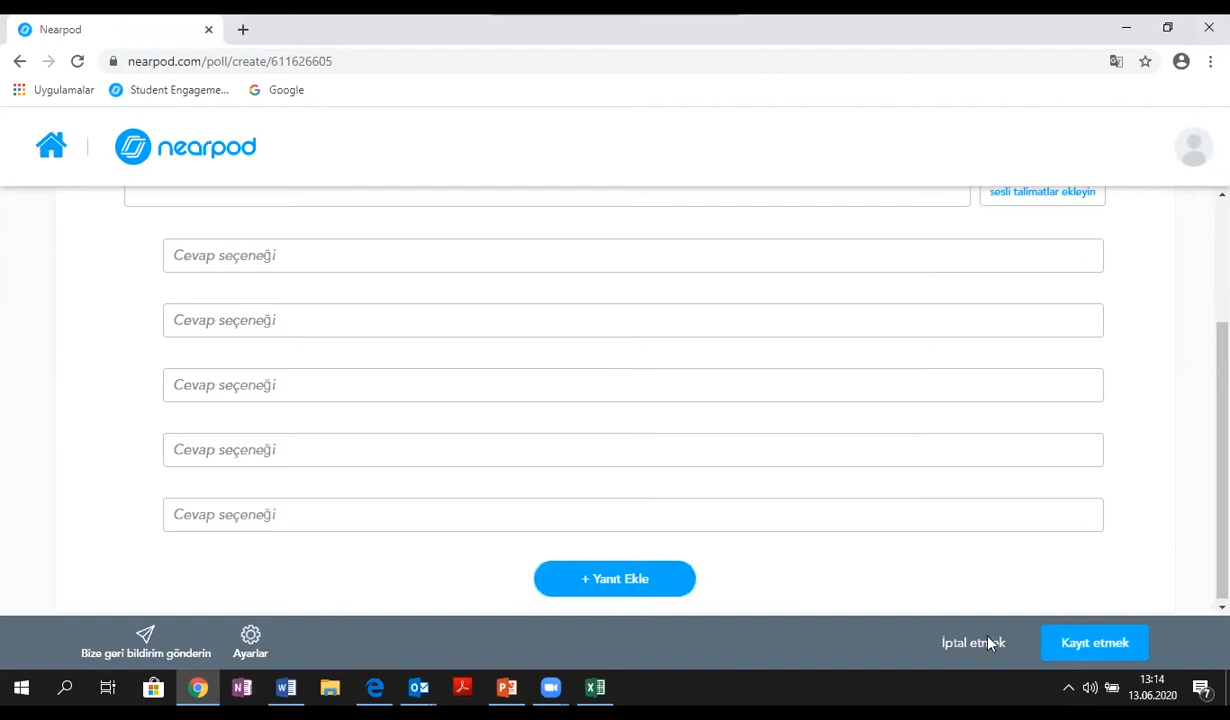 Nearpod
nearpod.com/poll/create/611626605
Uygulamalar
Student Engageme...
Google
nearpod
sesli talimatlar ekleyin
Cevap seçeneği
Cevap seçeneği
Cevap seçeneği
Cevap seçeneği
Cevap seçeneği
+ Yanıt Ekle
Bize geri bildirim gönderin
Ayarlar
İptal etmek
Kayıt etmek
13:14
13.06.2020
7